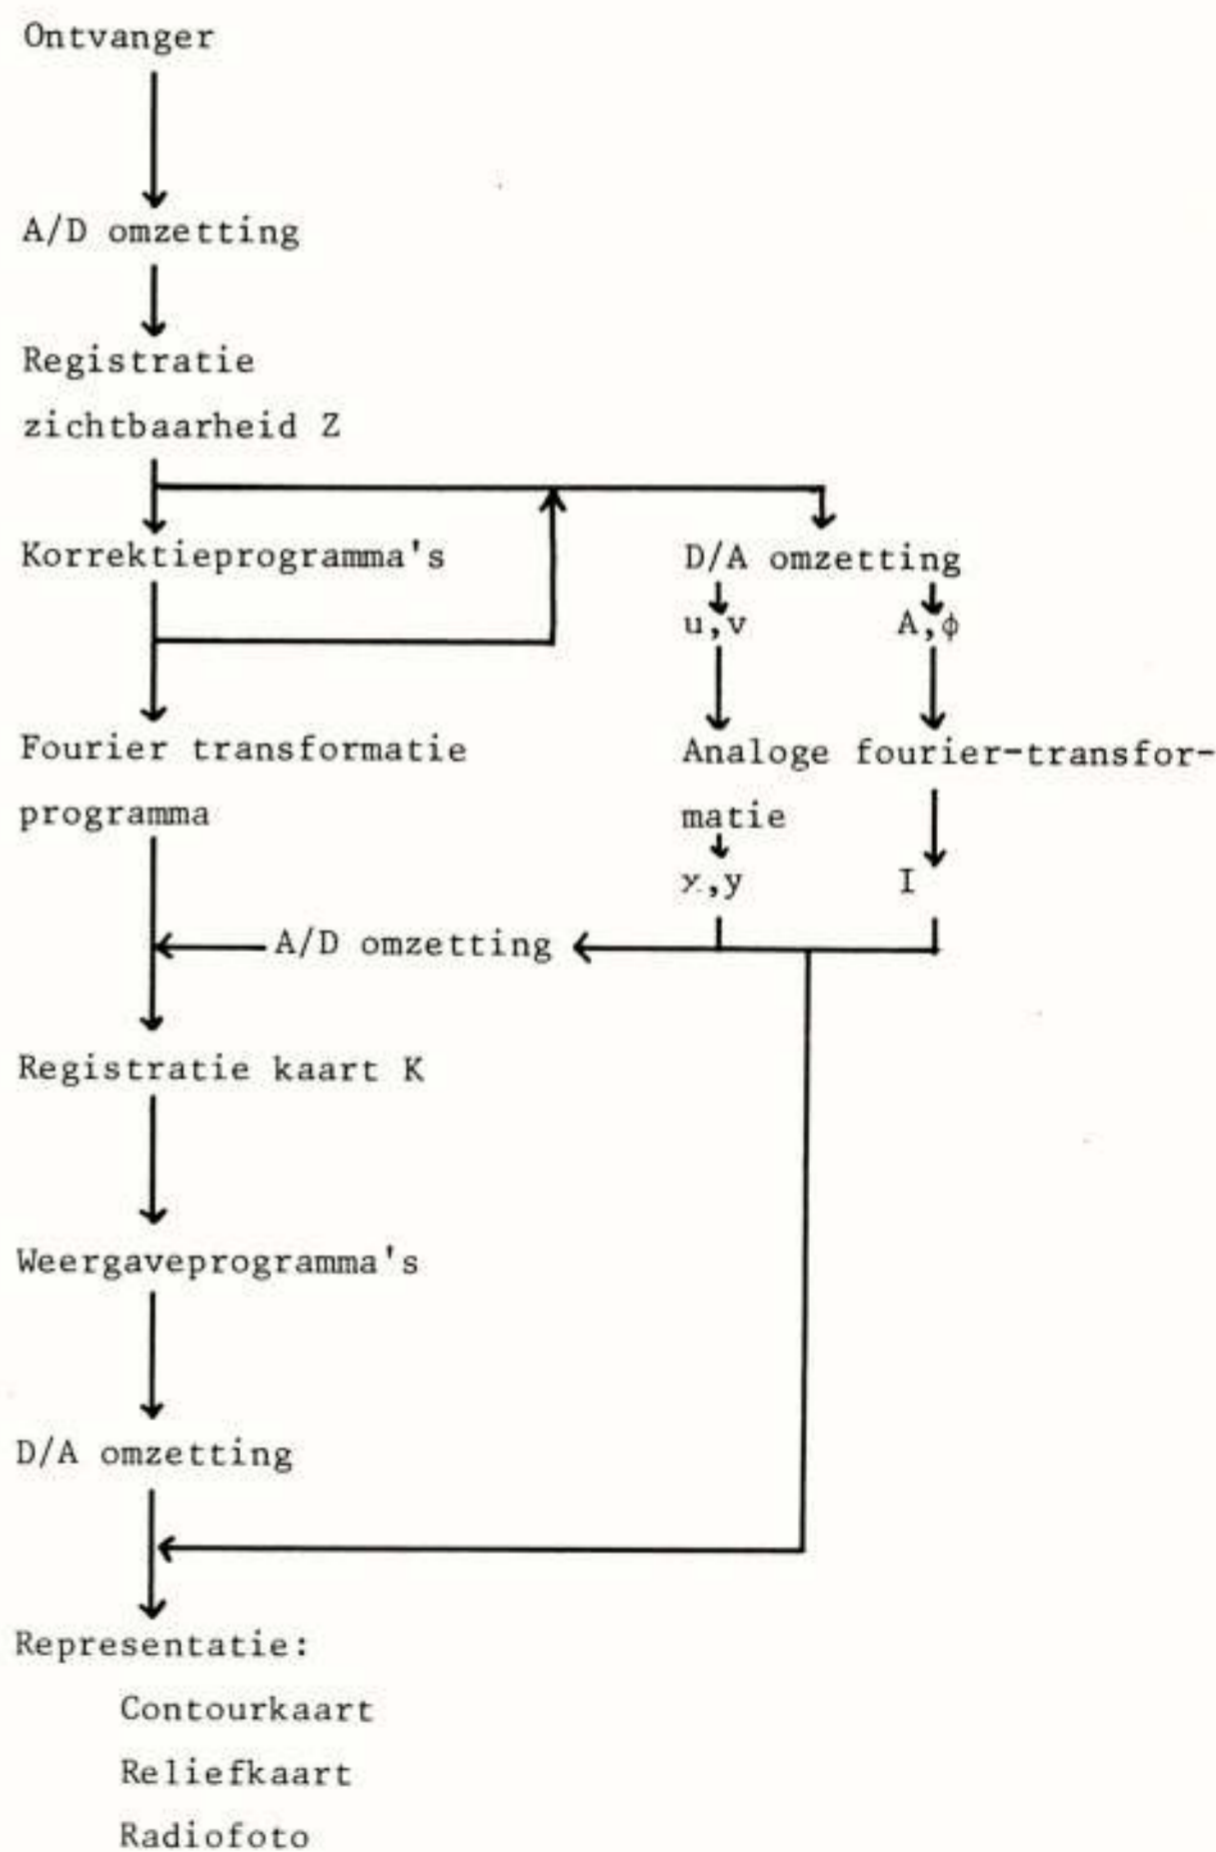 Ontvanger
A/D omzetting
Registratie
zichtbaarheid Z
Korrektieprogramma's
D/A omzetting
u,v
A,φ
Fourier transformatie
programma
Analoge fourier-transfor-
matie
x,y
I
A/D omzetting
Registratie kaart K
Weergaveprogramma's
D/A omzetting
Representatie:
Contourkaart
Reliefkaart
Radiofoto